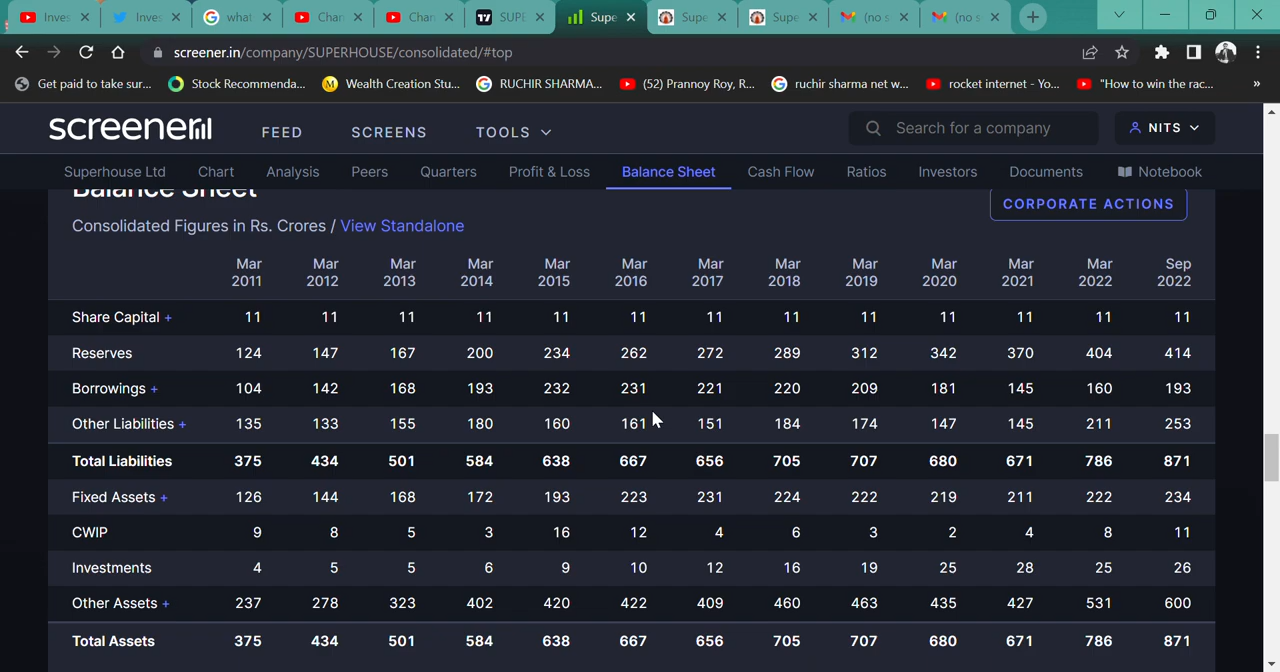 Inves
Inves
what
Chan
Chan
SUPE
Supe
Supe
Supe
(no s
(no s
screener.in/company/SUPERHOUSE/consolidated/#top
Get paid to take sur... Stock Recommenda... Wealth Creation Stu... RUCHIR SHARMA... (52) Prannoy Roy, R... ruchir sharma net w... rocket internet - Yo... "How to win the rac... »
screener FEED SCREENS TOOLS Search for a company NITS
Superhouse Ltd Chart Analysis Peers Quarters Profit & Loss Balance Sheet Cash Flow Ratios Investors Documents Notebook
Balance Sheet
Consolidated Figures in Rs. Crores / View Standalone CORPORATE ACTIONS
Mar Mar Mar Mar Mar Mar Mar Mar Mar Mar Mar Mar Sep
2011 2012 2013 2014 2015 2016 2017 2018 2019 2020 2021 2022 2022
Share Capital + 11 11 11 11 11 11 11 11 11 11 11 11 11
Reserves 124 147 167 200 234 262 272 289 312 342 370 404 414
Borrowings + 104 142 168 193 232 231 221 220 209 181 145 160 193
Other Liabilities + 135 133 155 180 160 161 151 184 174 147 145 211 253
Total Liabilities 375 434 501 584 638 667 656 705 707 680 671 786 871
Fixed Assets + 126 144 168 172 193 223 231 224 222 219 211 222 234
CWIP 9 8 5 3 16 12 4 6 3 2 4 8 11
Investments 4 5 5 6 9 10 12 16 19 25 28 25 26
Other Assets + 237 278 323 402 420 422 409 460 463 435 427 531 600
Total Assets 375 434 501 584 638 667 656 705 707 680 671 786 871